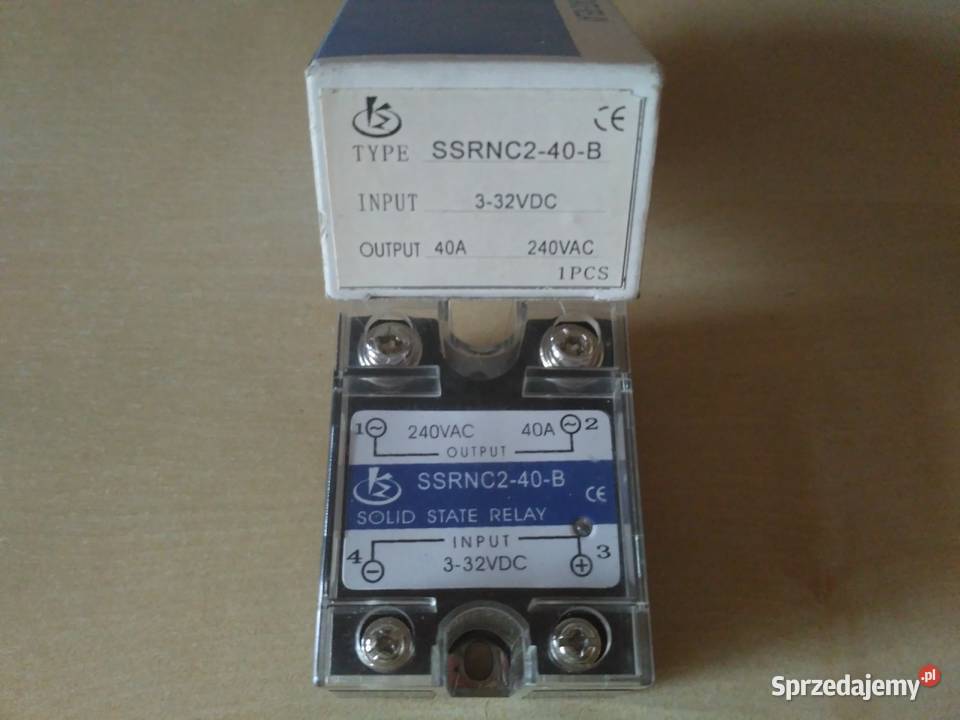 CE
TYPE SSRNC2-40-B
INPUT 3-32VDC
OUTPUT 40A 240VAC
1PCS
1 ~ 240VAC 40A ~ 2
OUTPUT
SSRNC2-40-B
CE
SOLID STATE RELAY
INPUT
4 - 3-32VDC + 3
Sprzedajemy.pl